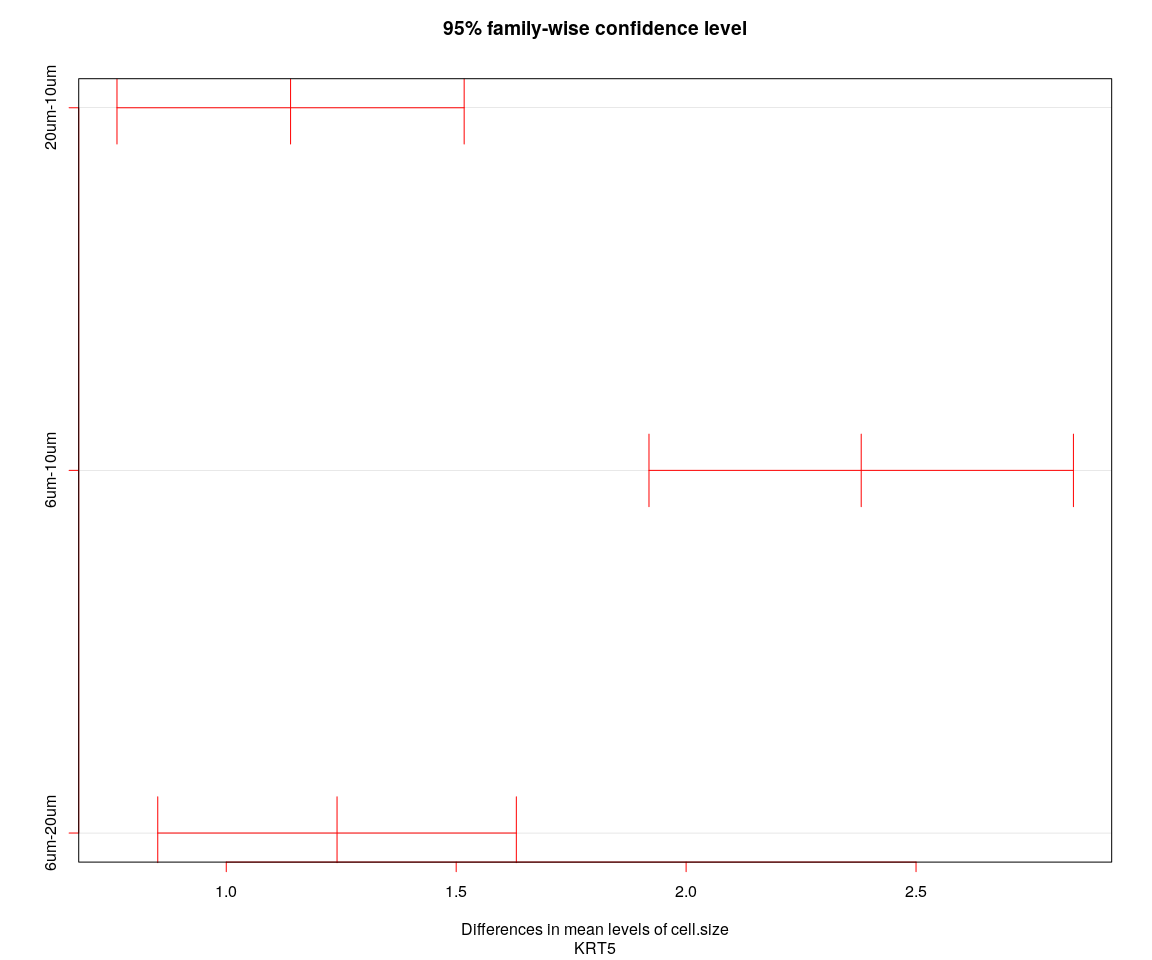 95% family-wise confidence level
20um-10um
6um-10um
6um-20um
1.0 1.5 2.0 2.5
Differences in mean levels of cell.size
KRT5